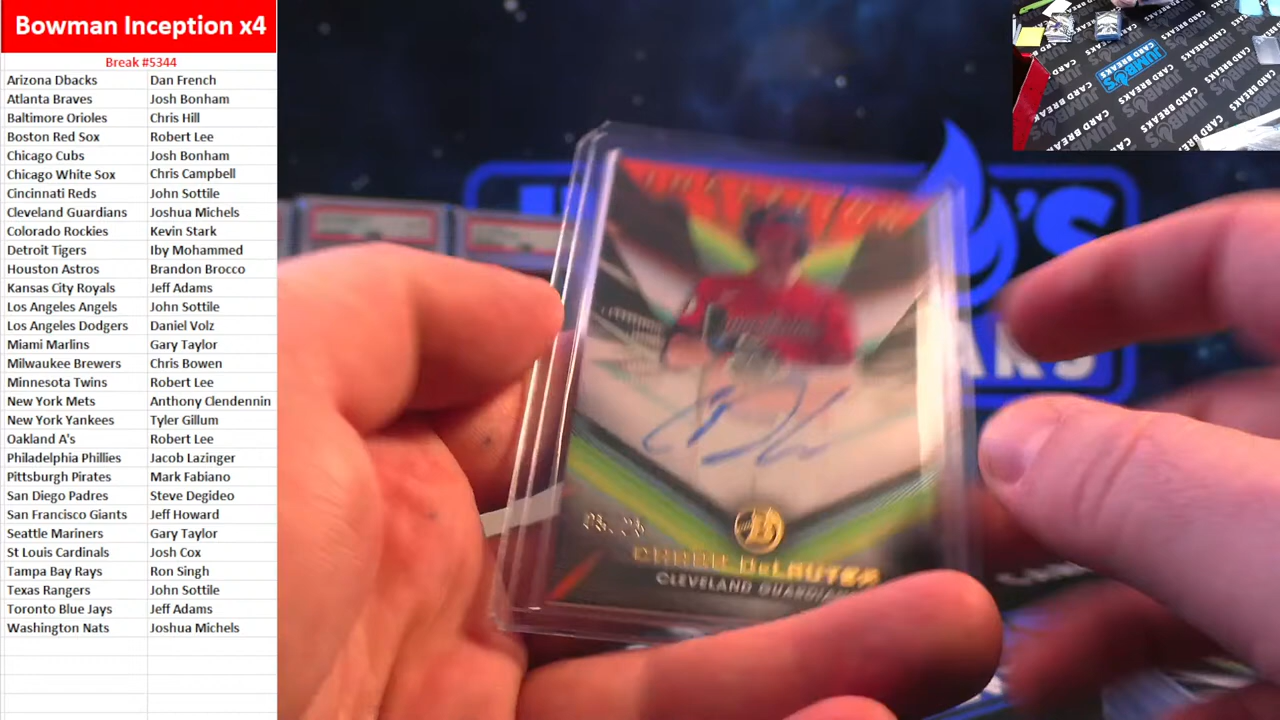 Bowman Inception x4
Break #5344
Arizona Dbacks Dan French
Atlanta Braves Josh Bonham
Baltimore Orioles Chris Hill
Boston Red Sox Robert Lee
Chicago Cubs Josh Bonham
Chicago White Sox Chris Campbell
Cincinnati Reds John Sottile
Cleveland Guardians Joshua Michels
Colorado Rockies Kevin Stark
Detroit Tigers Iby Mohammed
Houston Astros Brandon Brocco
Kansas City Royals Jeff Adams
Los Angeles Angels John Sottile
Los Angeles Dodgers Daniel Volz
Miami Marlins Gary Taylor
Milwaukee Brewers Chris Bowen
Minnesota Twins Robert Lee
New York Mets Anthony Clendennin
New York Yankees Tyler Gillum
Oakland A's Robert Lee
Philadelphia Phillies Jacob Lazinger
Pittsburgh Pirates Mark Fabiano
San Diego Padres Steve Degideo
San Francisco Giants Jeff Howard
Seattle Mariners Gary Taylor
St Louis Cardinals Josh Cox
Tampa Bay Rays Ron Singh
Texas Rangers John Sottile
Toronto Blue Jays Jeff Adams
Washington Nats Joshua Michels
INCEPTION
DELAUTER
CLEVELAND GUARDIANS
JUMBO'S
CARD BREAKS